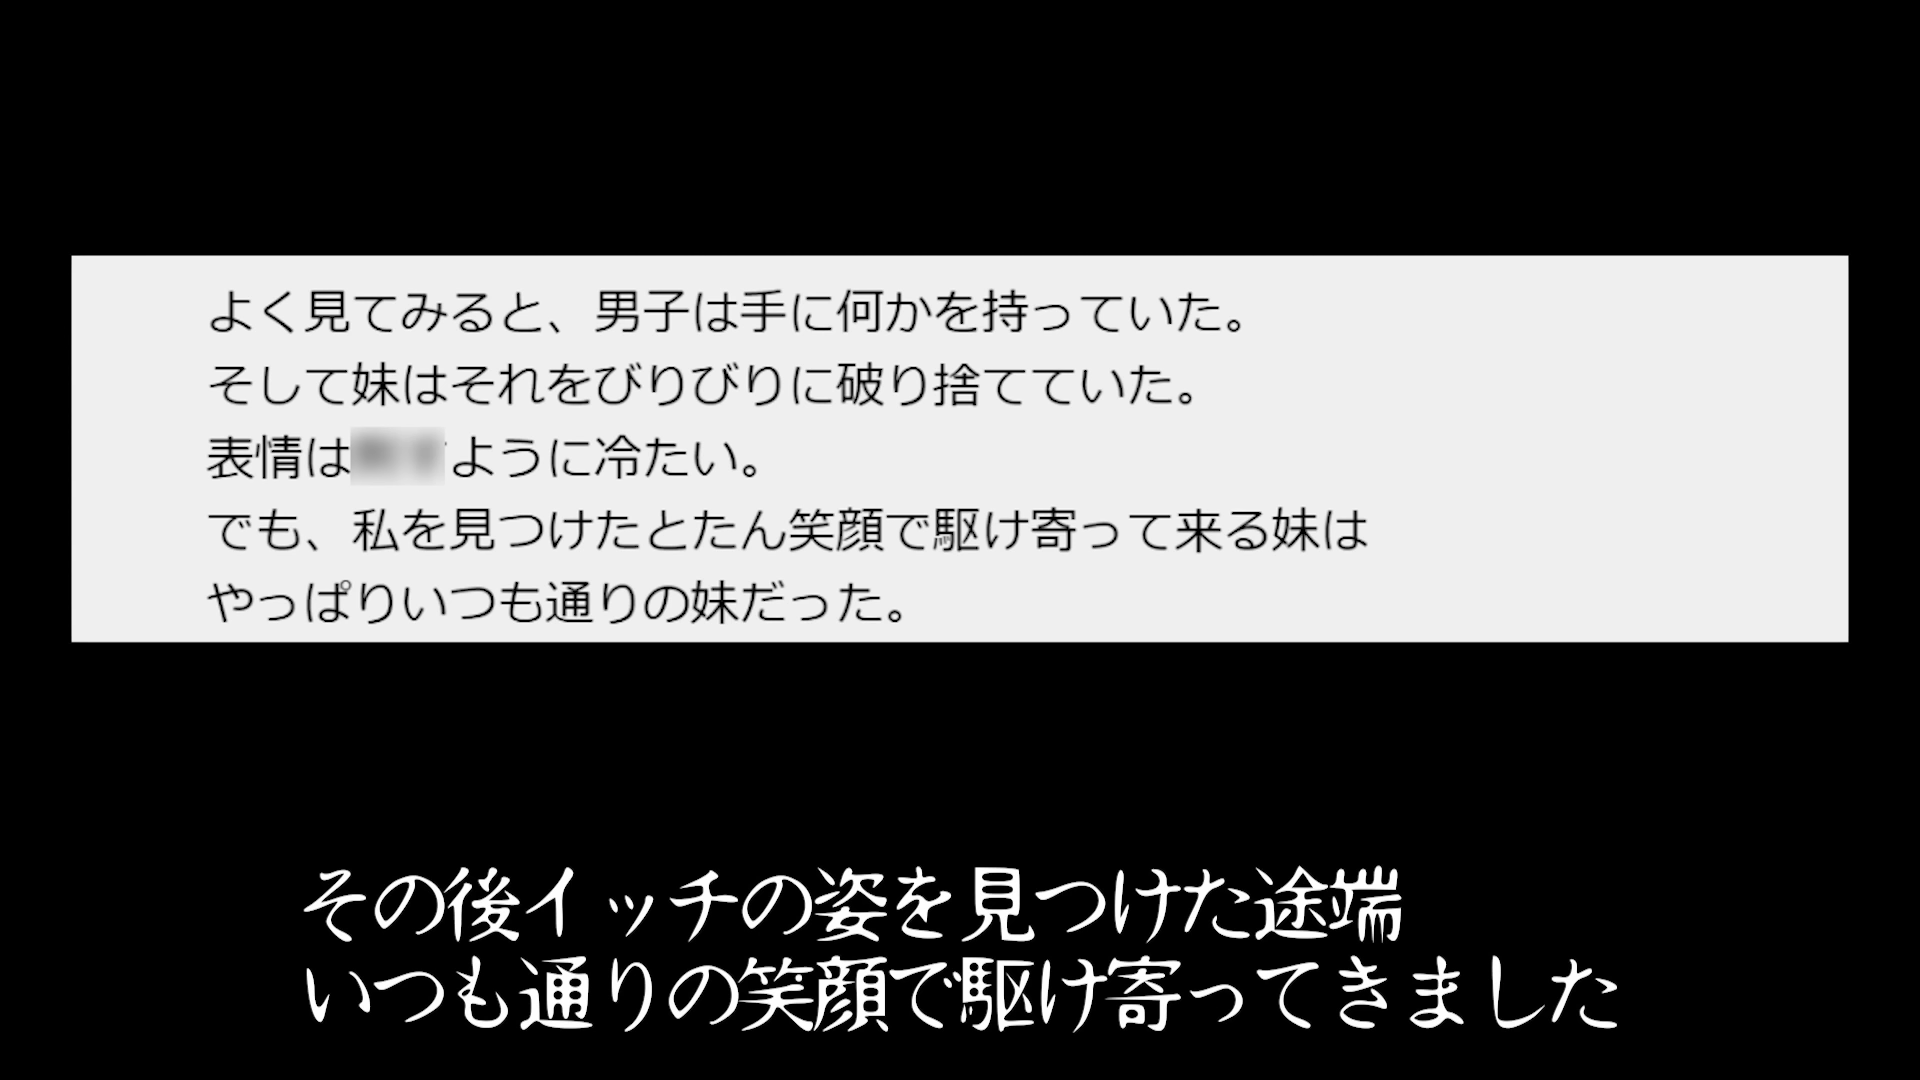 よく見てみると、男子は手に何かを持っていた。
そして妹はそれをびりびりに破り捨てていた。
表情はように冷たい。
でも、私を見つけたとたん笑顔で駆け寄って来る妹は
やっぱりいつも通りの妹だった。
その後イッチの姿を見つけた途端
いつも通りの笑顔で駆け寄ってきました